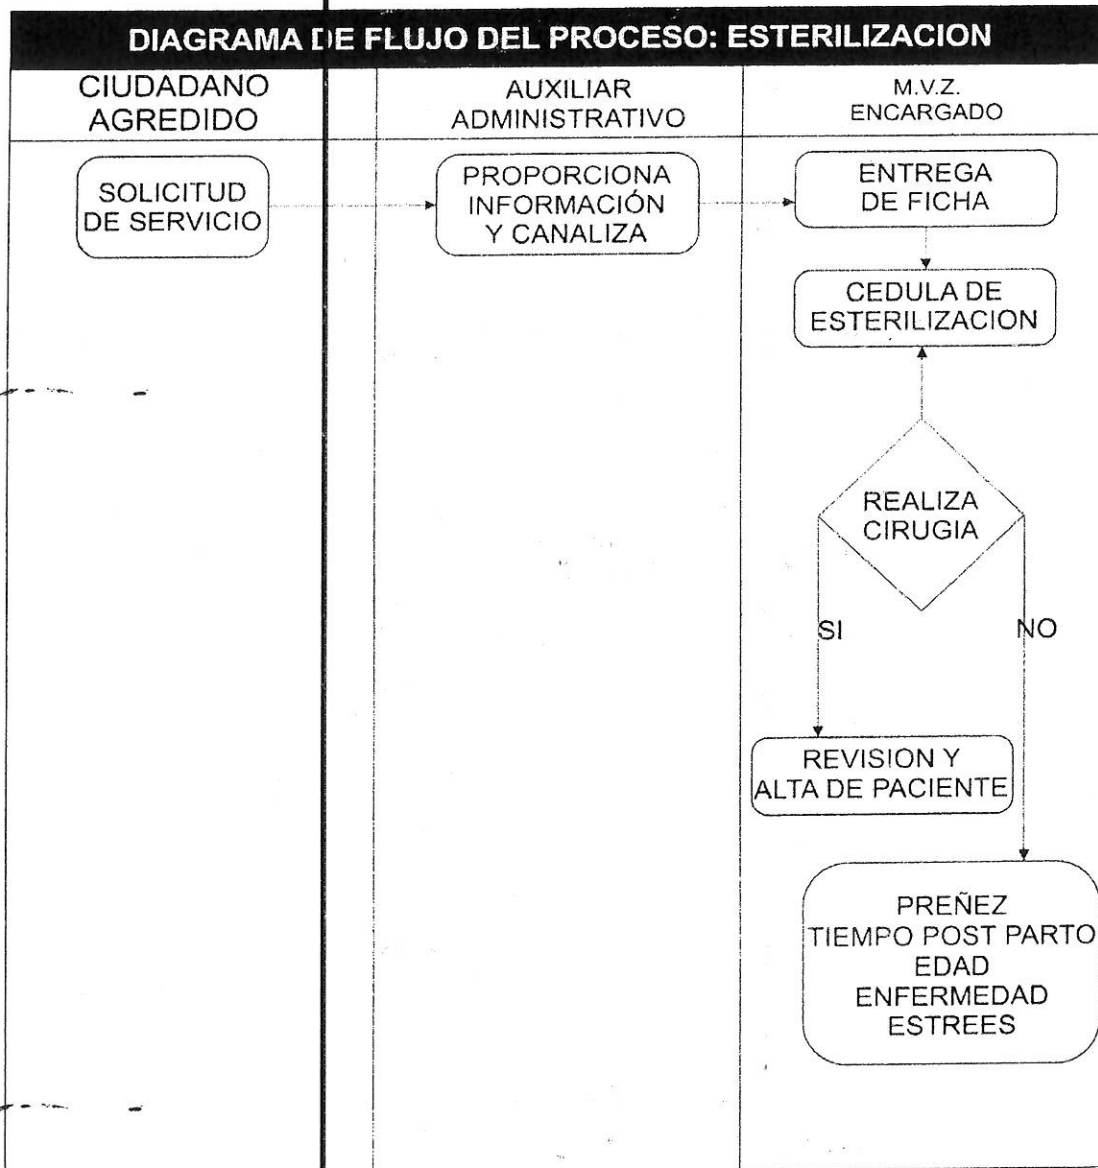 DIAGRAMA DE FLUJO DEL PROCESO: ESTERILIZACION
CIUDADANO
AGREDIDO
AUXILIAR
ADMINISTRATIVO
M.V.Z.
ENCARGADO
SOLICITUD
DE SERVICIO
PROPORCIONA
INFORMACIÓN
Y CANALIZA
ENTREGA
DE FICHA
CEDULA DE
ESTERILIZACION
REALIZA
CIRUGIA
SI
NO
REVISION Y
ALTA DE PACIENTE
PREÑEZ
TIEMPO POST PARTO
EDAD
ENFERMEDAD
ESTREES